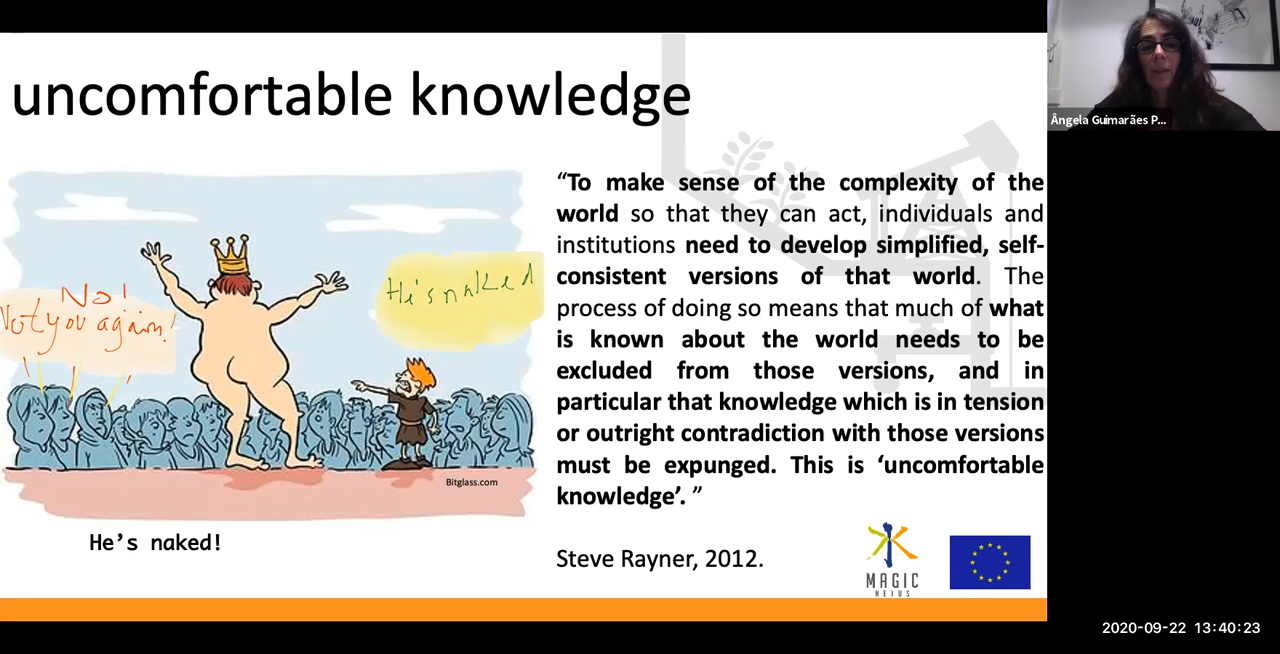 uncomfortable knowledge
“To make sense of the complexity of the
world so that they can act, individuals and
institutions need to develop simplified, self-
consistent versions of that world. The
process of doing so means that much of what
is known about the world needs to be
excluded from those versions, and in
particular that knowledge which is in tension
or outright contradiction with those versions
must be expunged. This is ‘uncomfortable
knowledge’. ”
Steve Rayner, 2012.
No!
Not you again!
He's naked
Bitglass.com
He’s naked!
MAGIC
NEXUS
Ângela Guimarães P...
2020-09-22 13:40:23